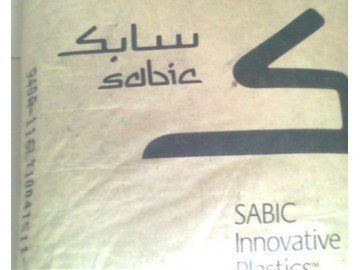 سابك
sabic
SABIC
Innovative
Plastics™